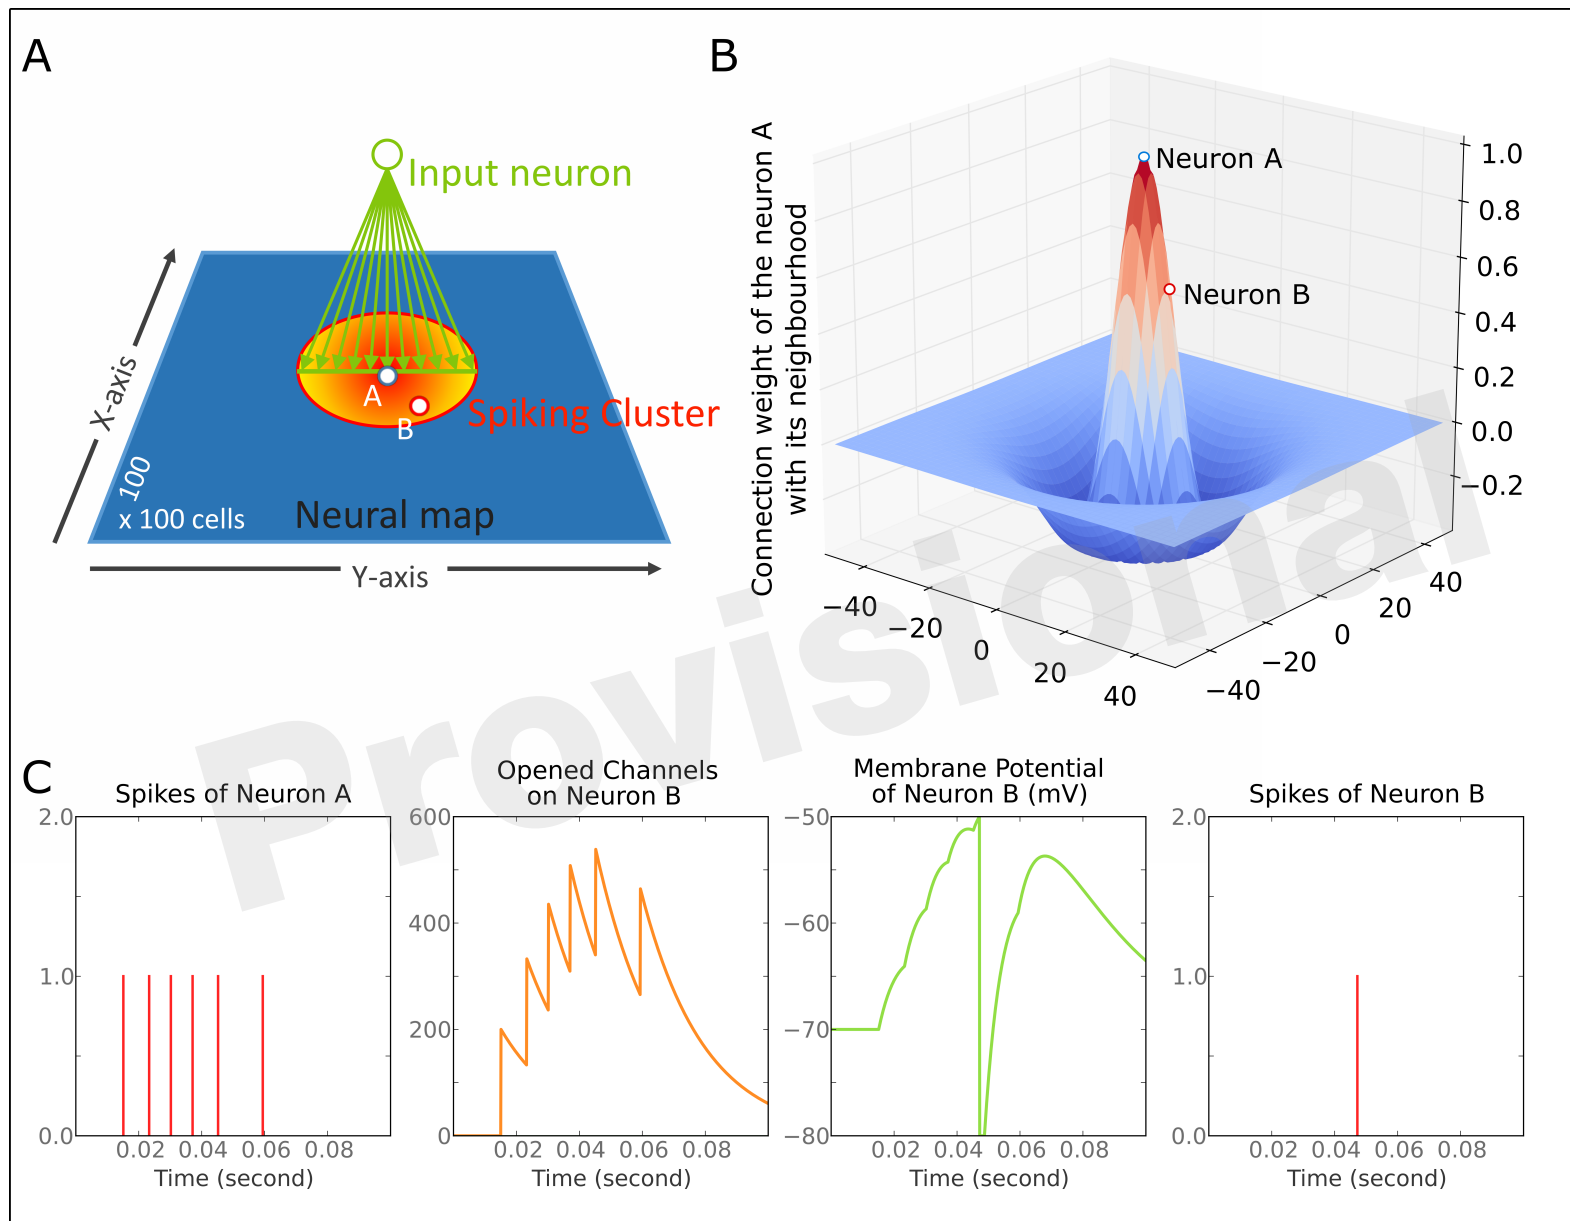 A
Input neuron
X-axis
A
B
Spiking Cluster
100
x 100 cells
Neural map
Y-axis
B
Connection weight of the neuron A
with its neighbourhood
Neuron A
Neuron B
1.0
0.8
0.6
0.4
0.2
0.0
−0.2
−40
−20
0
20
40
−40
−20
0
20
40
Provisional
C
Spikes of Neuron A
2.0
1.0
0.0
0.02 0.04 0.06 0.08
Time (second)
Opened Channels
on Neuron B
600
400
200
0
0.02 0.04 0.06 0.08
Time (second)
Membrane Potential
of Neuron B (mV)
−50
−60
−70
−80
0.02 0.04 0.06 0.08
Time (second)
Spikes of Neuron B
2.0
1.0
0.0
0.02 0.04 0.06 0.08
Time (second)